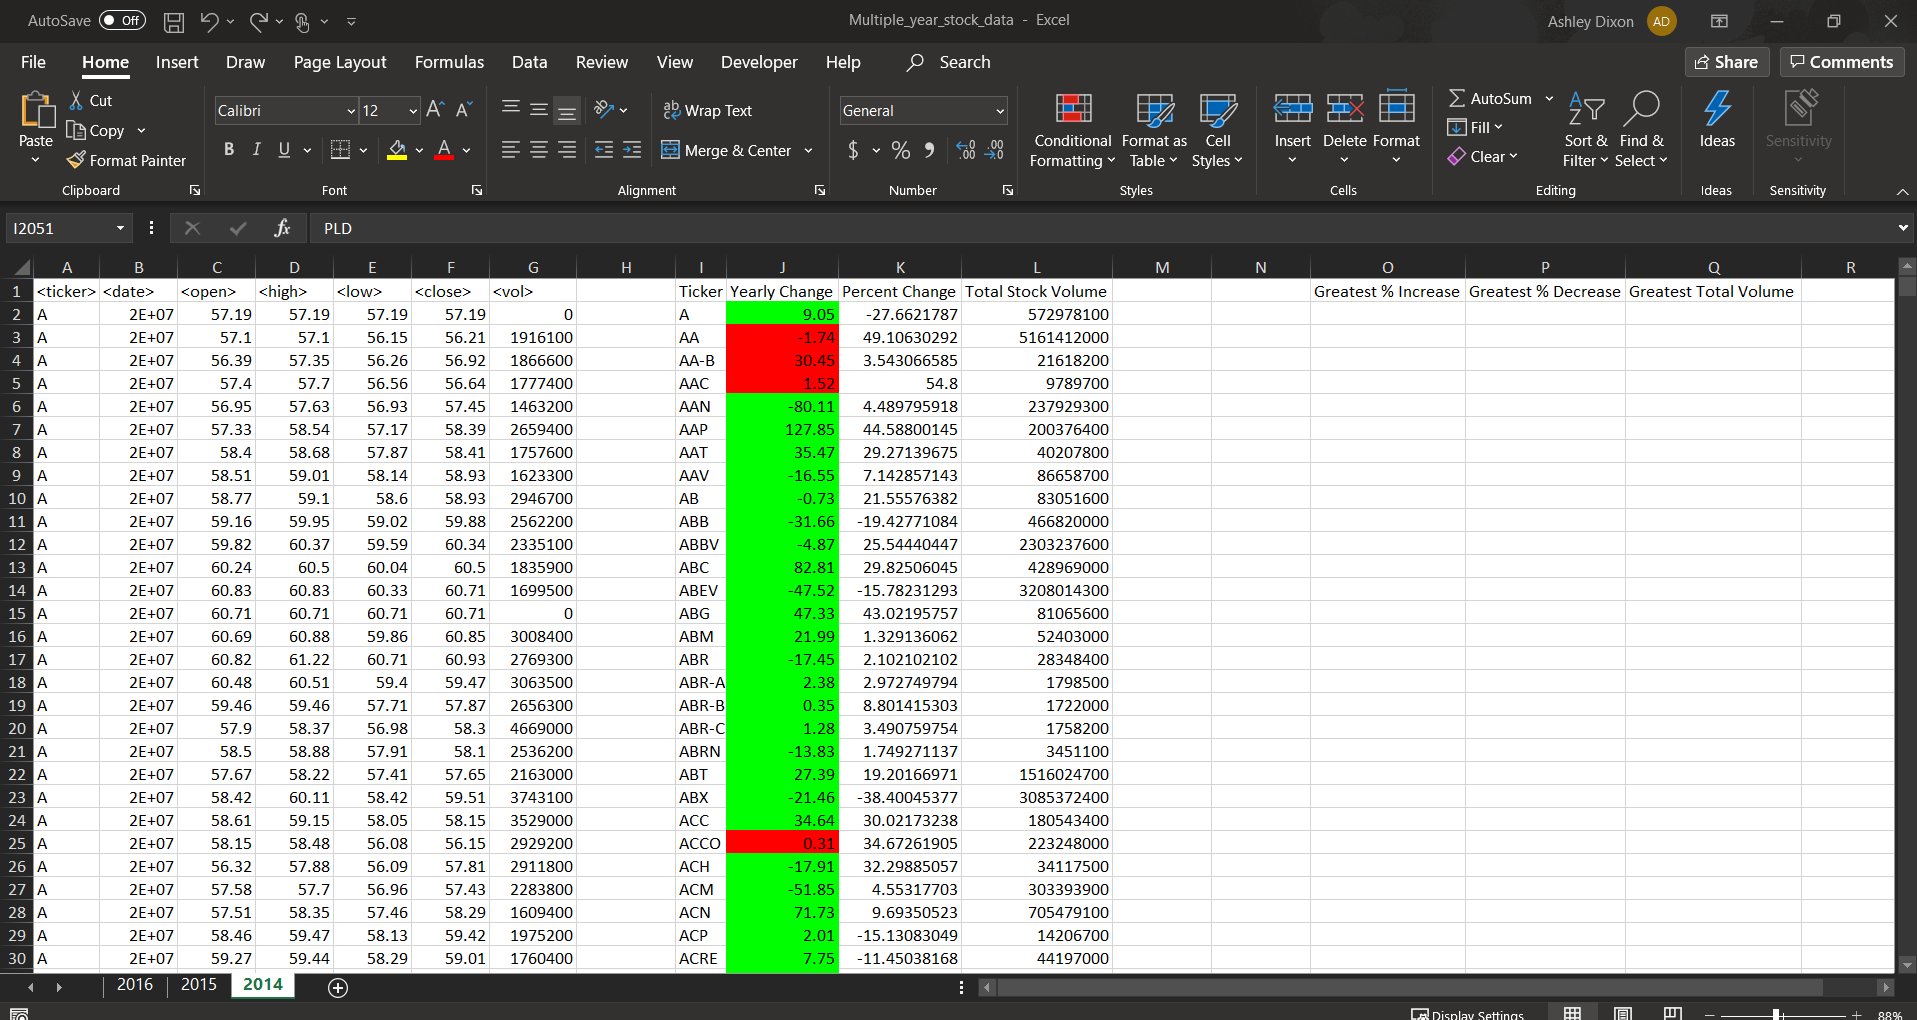 AutoSave Off Multiple_year_stock_data - Excel Ashley Dixon AD
File Home Insert Draw Page Layout Formulas Data Review View Developer Help Search Share Comments
Paste Cut Copy Format Painter Clipboard
Calibri 12 A A B I U A Font
ab Wrap Text Merge & Center Alignment
General $ % 9 Number
Conditional Formatting Format as Table Cell Styles Styles
Insert Delete Format Cells
AutoSum Fill Clear Sort & Filter Find & Select Editing
Ideas Ideas
Sensitivity Sensitivity
I2051 fx PLD
A B C D E F G H I J K L M N O P Q R
1 <ticker> <date> <open> <high> <low> <close> <vol> Ticker Yearly Change Percent Change Total Stock Volume Greatest % Increase Greatest % Decrease Greatest Total Volume
2 A 2E+07 57.19 57.19 57.19 57.19 0 A 9.05 -27.6621787 572978100
3 A 2E+07 57.1 57.1 56.15 56.21 1916100 AA -1.74 49.10630292 5161412000
4 A 2E+07 56.39 57.35 56.26 56.92 1866600 AA-B 30.45 3.543066585 21618200
5 A 2E+07 57.4 57.7 56.56 56.64 1777400 AAC 1.52 54.8 9789700
6 A 2E+07 56.95 57.63 56.93 57.45 1463200 AAN -80.11 4.489795918 237929300
7 A 2E+07 57.33 58.54 57.17 58.39 2659400 AAP 127.85 44.58800145 200376400
8 A 2E+07 58.4 58.68 57.87 58.41 1757600 AAT 35.47 29.27139675 40207800
9 A 2E+07 58.51 59.01 58.14 58.93 1623300 AAV -16.55 7.142857143 86658700
10 A 2E+07 58.77 59.1 58.6 58.93 2946700 AB -0.73 21.55576382 83051600
11 A 2E+07 59.16 59.95 59.02 59.88 2562200 ABB -31.66 -19.42771084 466820000
12 A 2E+07 59.82 60.37 59.59 60.34 2335100 ABBV -4.87 25.54440447 2303237600
13 A 2E+07 60.24 60.5 60.04 60.5 1835900 ABC 82.81 29.82506045 428969000
14 A 2E+07 60.83 60.83 60.33 60.71 1699500 ABEV -47.52 -15.78231293 3208014300
15 A 2E+07 60.71 60.71 60.71 60.71 0 ABG 47.33 43.02195757 81065600
16 A 2E+07 60.69 60.88 59.86 60.85 3008400 ABM 21.99 1.329136062 52403000
17 A 2E+07 60.82 61.22 60.71 60.93 2769300 ABR -17.45 2.102102102 28348400
18 A 2E+07 60.48 60.51 59.4 59.47 3063500 ABR-A 2.38 2.972749794 1798500
19 A 2E+07 59.46 59.46 57.71 57.87 2656300 ABR-B 0.35 8.801415303 1722000
20 A 2E+07 57.9 58.37 56.98 58.3 4669000 ABR-C 1.28 3.490759754 1758200
21 A 2E+07 58.5 58.88 57.91 58.1 2536200 ABRN -13.83 1.749271137 3451100
22 A 2E+07 57.67 58.22 57.41 57.65 2163000 ABT 27.39 19.20166971 1516024700
23 A 2E+07 58.42 60.11 58.42 59.51 3743100 ABX -21.46 -38.40045377 3085372400
24 A 2E+07 58.61 59.15 58.05 58.15 3529000 ACC 34.64 30.02173238 180543400
25 A 2E+07 58.15 58.48 56.08 56.15 2929200 ACCO 0.31 34.67261905 223248000
26 A 2E+07 56.32 57.88 56.09 57.81 2911800 ACH -17.91 32.29885057 34117500
27 A 2E+07 57.58 57.7 56.96 57.43 2283800 ACM -51.85 4.55317703 303393900
28 A 2E+07 57.51 58.35 57.46 58.29 1609400 ACN 71.73 9.69350523 705479100
29 A 2E+07 58.46 59.47 58.13 59.42 1975200 ACP 2.01 -15.13083049 14206700
30 A 2E+07 59.27 59.44 58.29 59.01 1760400 ACRE 7.75 -11.45038168 44197000
2016 2015 2014
Display Settings 88%